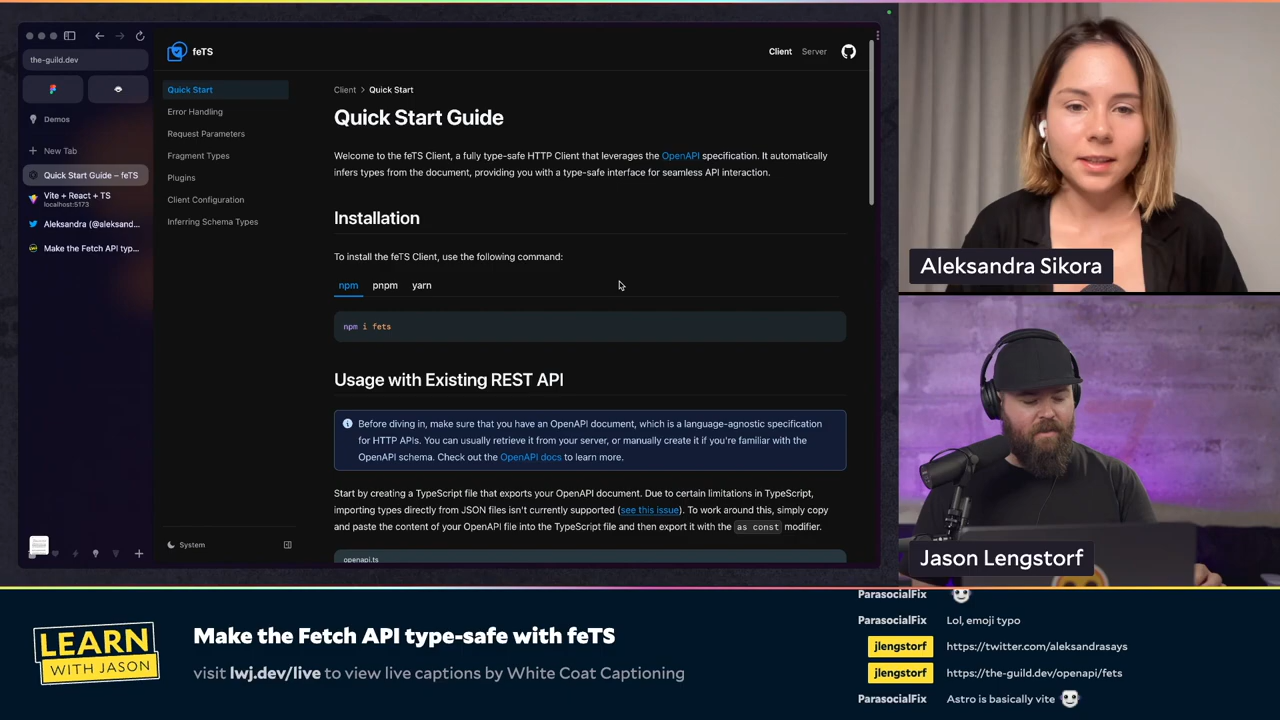 the-guild.dev
Demos
New Tab
Quick Start Guide – feTS
Vite + React + TS
localhost:5173
Aleksandra (@aleksand...
Make the Fetch API typ...
feTS
Client
Server
Quick Start
Error Handling
Request Parameters
Fragment Types
Plugins
Client Configuration
Inferring Schema Types
System
Client > Quick Start
Quick Start Guide
Welcome to the feTS Client, a fully type-safe HTTP Client that leverages the OpenAPI specification. It automatically
infers types from the document, providing you with a type-safe interface for seamless API interaction.
Installation
To install the feTS Client, use the following command:
npm pnpm yarn
npm i fets
Usage with Existing REST API
Before diving in, make sure that you have an OpenAPI document, which is a language-agnostic specification
for HTTP APIs. You can usually retrieve it from your server, or manually create it if you're familiar with the
OpenAPI schema. Check out the OpenAPI docs to learn more.
Start by creating a TypeScript file that exports your OpenAPI document. Due to certain limitations in TypeScript,
importing types directly from JSON files isn't currently supported (see this issue). To work around this, simply copy
and paste the content of your OpenAPI file into the TypeScript file and then export it with the as const modifier.
openapi.ts
Aleksandra Sikora
Jason Lengstorf
LEARN
WITH JASON
Make the Fetch API type-safe with feTS
visit lwj.dev/live to view live captions by White Coat Captioning
ParasocialFix
ParasocialFix Lol, emoji typo
jlengstorf https://twitter.com/aleksandrasays
jlengstorf https://the-guild.dev/openapi/fets
ParasocialFix Astro is basically vite